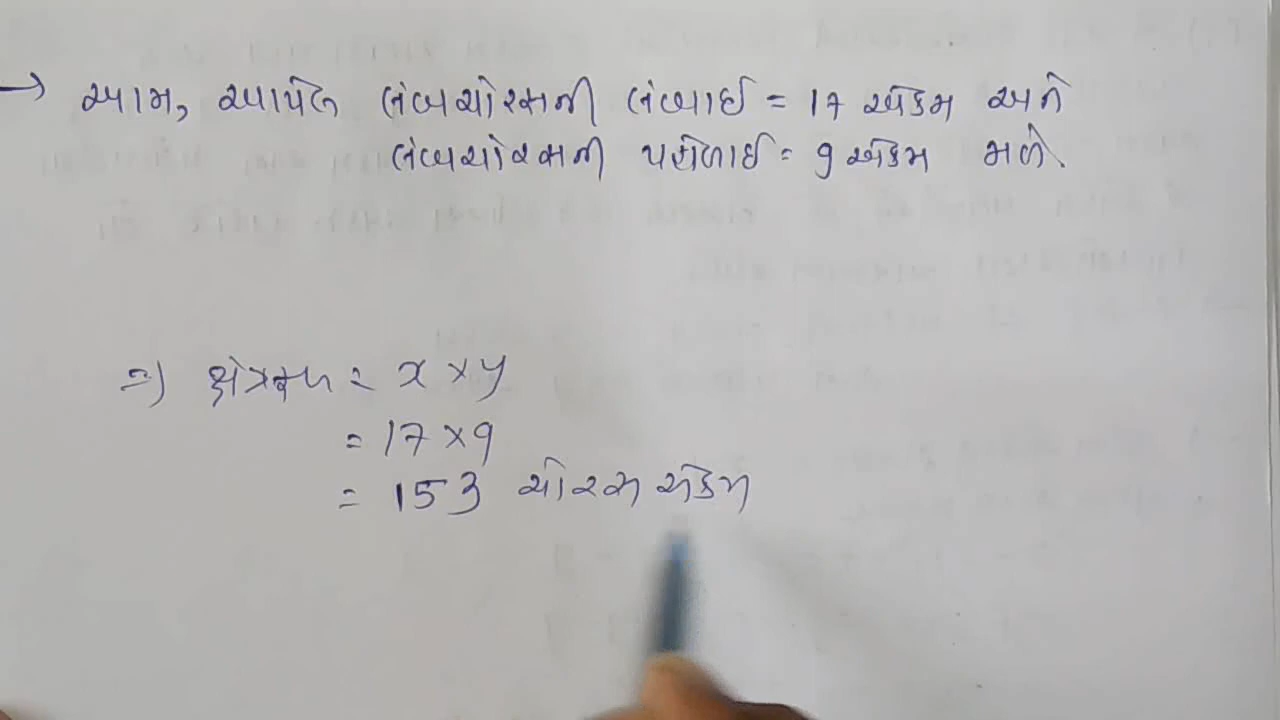 → આમ, આપેલ લંબચોરસની લંબાઈ = 17 એકમ અને
લંબચોરસની પહોળાઈ = 9 એકમ મળે.
⇒ ક્ષેત્રફળ = x × y
= 17 × 9
= 153 ચોરસ એકમ